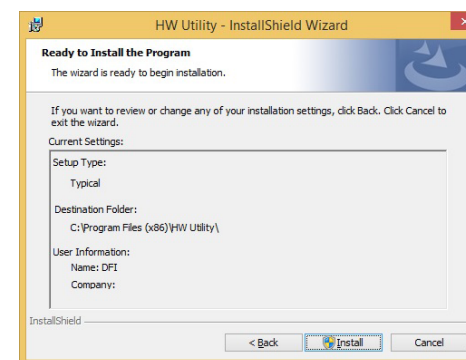 HW Utility - InstallShield Wizard
Ready to Install the Program
The wizard is ready to begin installation.
If you want to review or change any of your installation settings, click Back. Click Cancel to
exit the wizard.
Current Settings:
Setup Type:
Typical
Destination Folder:
C:\Program Files (x86)\HW Utility\
User Information:
Name: DFI
Company:
InstallShield
< Back Install Cancel